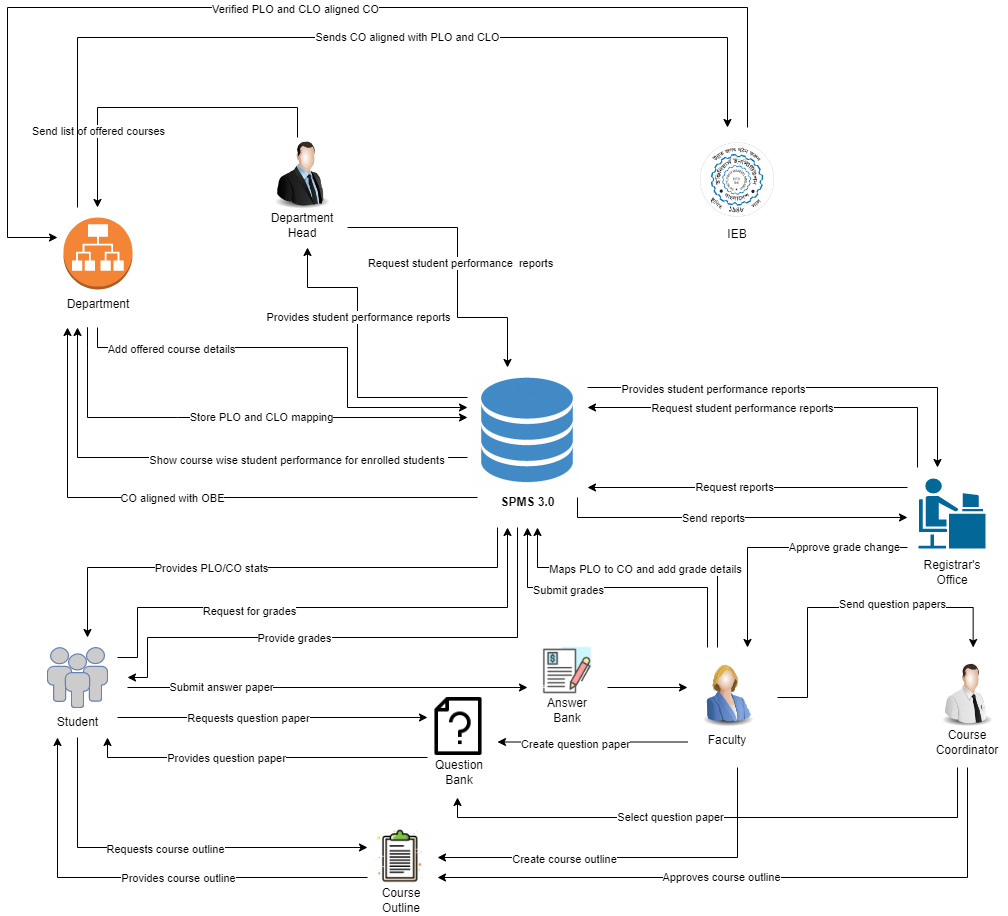 Verified PLO and CLO aligned CO
Sends CO aligned with PLO and CLO
Send list of offered courses
Department
Head
IEB
Request student performance reports
Department
Provides student performance reports
Add offered course details
Provides student performance reports
Request student performance reports
Store PLO and CLO mapping
Show course wise student performance for enrolled students
CO aligned with OBE
SPMS 3.0
Request reports
Send reports
Approve grade change
Registrar's
Office
Provides PLO/CO stats
Maps PLO to CO and add grade details
Submit grades
Request for grades
Send question papers
Provide grades
Submit answer paper
Answer
Bank
Student
Requests question paper
Faculty
Course
Coordinator
Create question paper
Provides question paper
Question
Bank
Select question paper
Requests course outline
Create course outline
Provides course outline
Approves course outline
Course
Outline